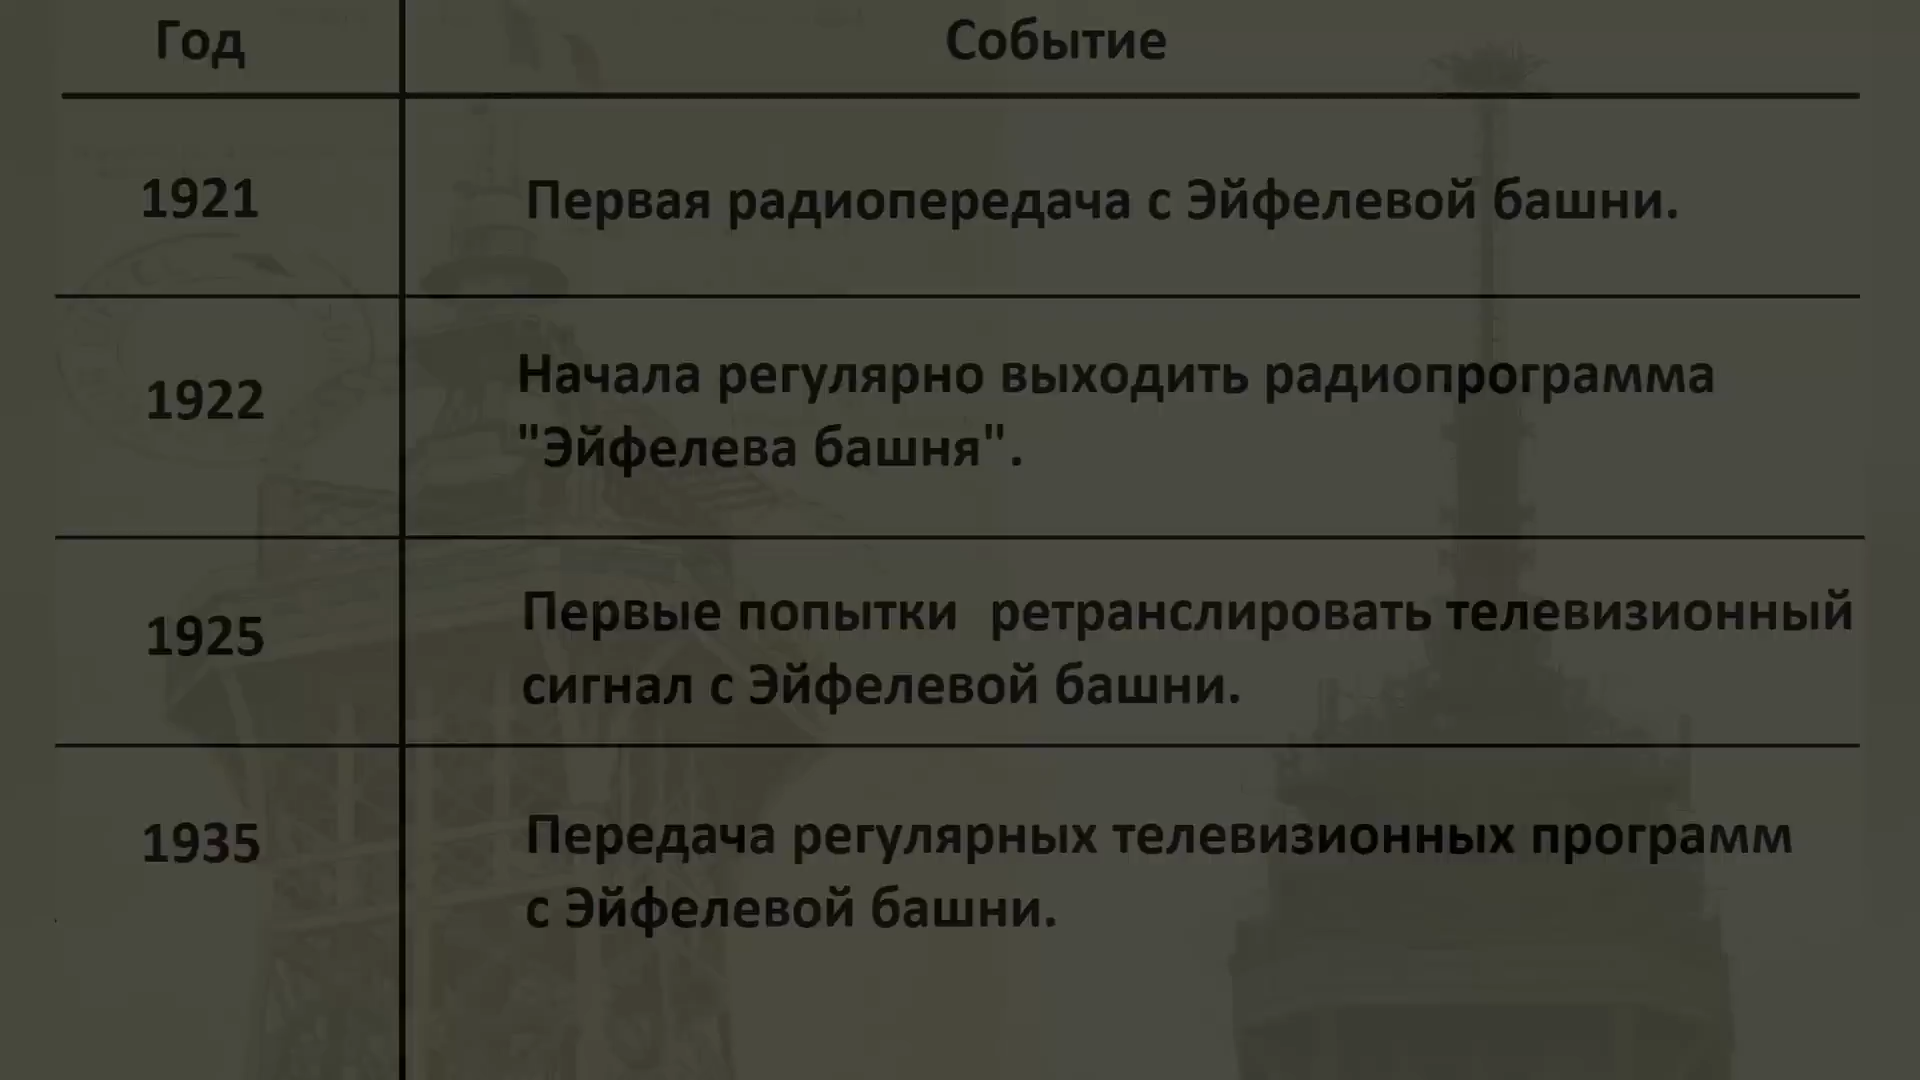 Год Событие
1921 Первая радиопередача с Эйфелевой башни.
1922 Начала регулярно выходить радиопрограмма
"Эйфелева башня".
1925 Первые попытки ретранслировать телевизионный
сигнал с Эйфелевой башни.
1935 Передача регулярных телевизионных программ
с Эйфелевой башни.